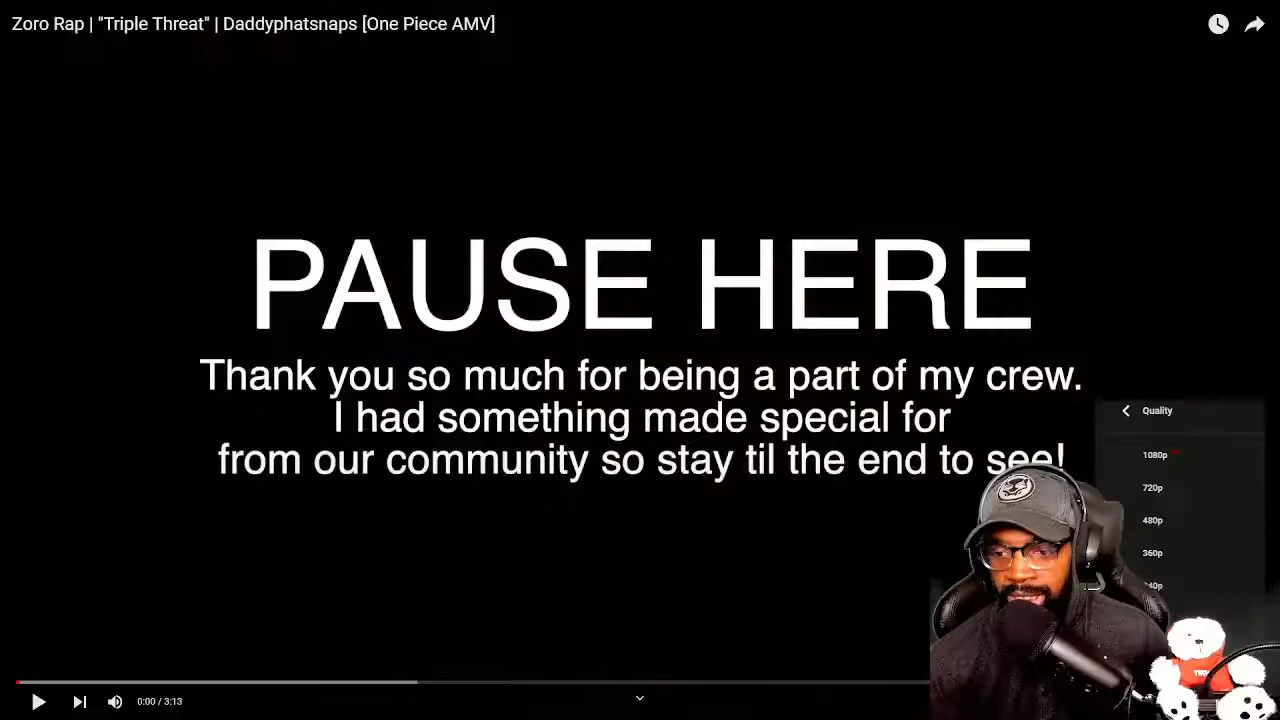 Zoro Rap | "Triple Threat" | Daddyphatsnaps [One Piece AMV]
PAUSE HERE
Thank you so much for being a part of my crew.
I had something made special for
from our community so stay til the end to see!
Quality
1080p
720p
480p
360p
0:00 / 3:13